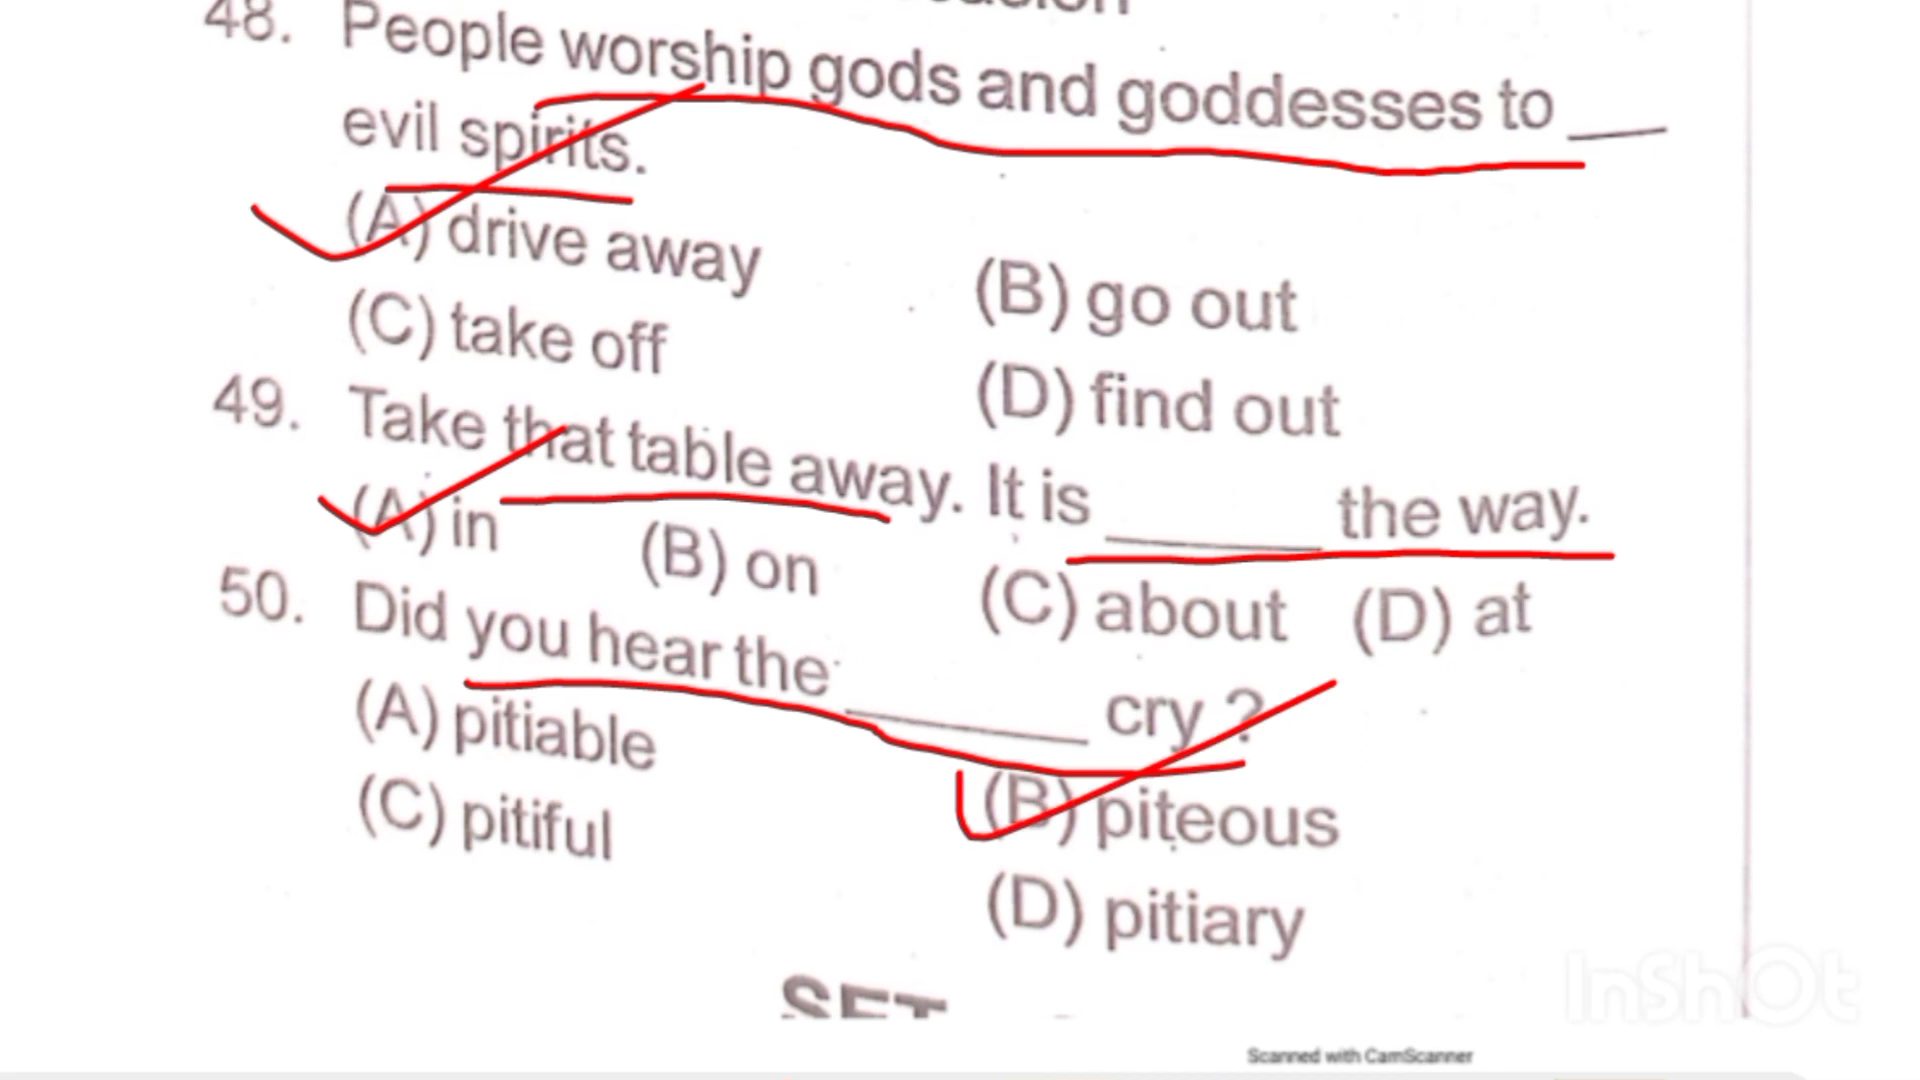 48. People worship gods and goddesses to ___
evil spirits.
(A) drive away
(B) go out
(C) take off
(D) find out
49. Take that table away. It is ______ the way.
(A) in (B) on (C) about (D) at
50. Did you hear the ______ cry ?
(A) pitiable
(B) piteous
(C) pitiful
(D) pitiary
InShOt
Scanned with CamScanner